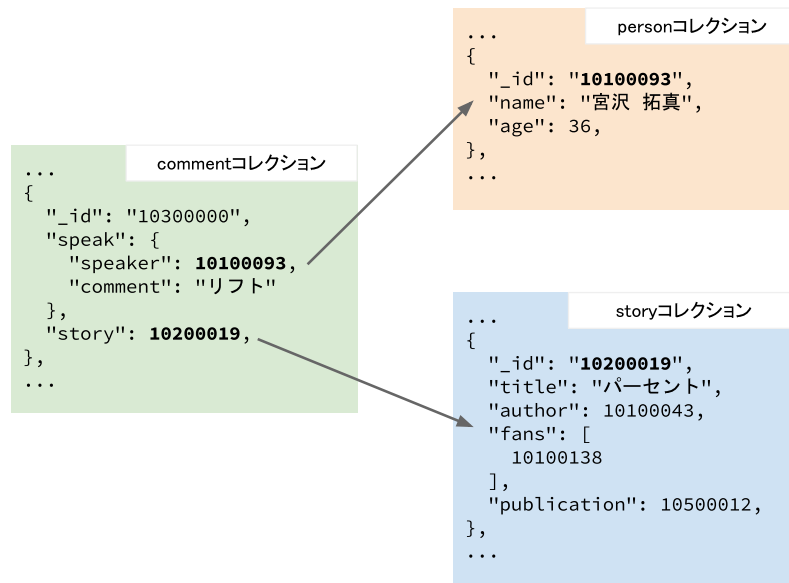 commentコレクション
...
{
  "_id": "10300000",
  "speak": {
    "speaker": 10100093,
    "comment": "リフト"
  },
  "story": 10200019,
},
...
personコレクション
...
{
  "_id": "10100093",
  "name": "宮沢 拓真",
  "age": 36,
},
...
storyコレクション
...
{
  "_id": "10200019",
  "title": "パーセント",
  "author": 10100043,
  "fans": [
    10100138
  ],
  "publication": 10500012,
},
...